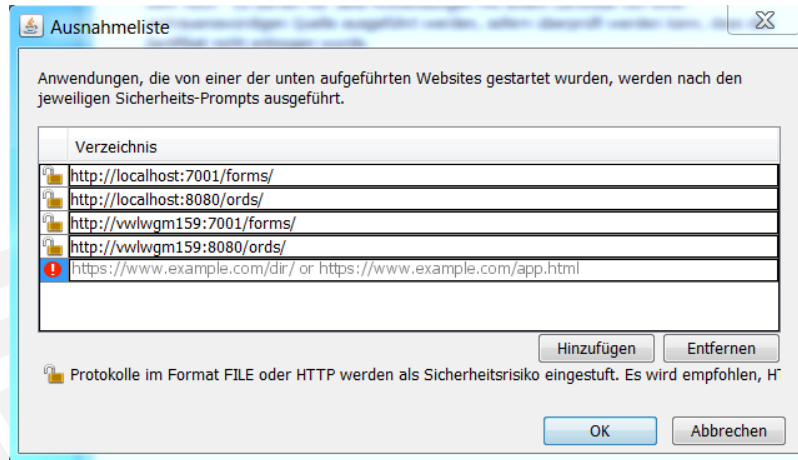 Ausnahmeliste
Anwendungen, die von einer der unten aufgeführten Websites gestartet wurden, werden nach den
jeweiligen Sicherheits-Prompts ausgeführt.
Verzeichnis
http://localhost:7001/forms/
http://localhost:8080/ords/
http://vwlwgm159:7001/forms/
http://vwlwgm159:8080/ords/
https://www.example.com/dir/ or https://www.example.com/app.html
Hinzufügen Entfernen
Protokolle im Format FILE oder HTTP werden als Sicherheitsrisiko eingestuft. Es wird empfohlen, HT
OK Abbrechen